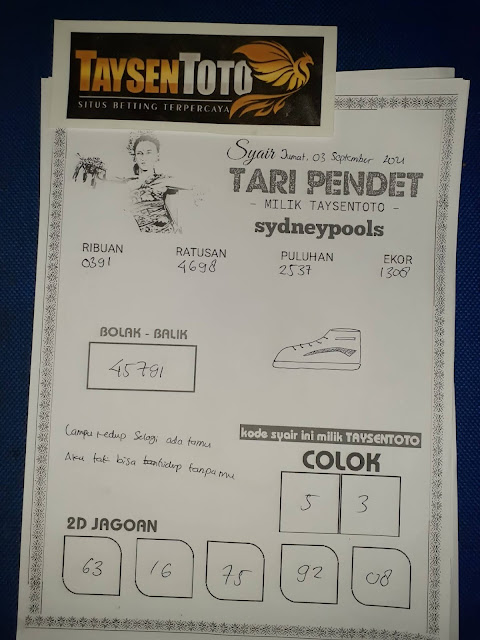 TAYSENTOTO
SITUS BETTING TERPERCAYA
Syair Jumat, 03 September 2021
TARI PENDET
- MILIK TAYSENTOTO -
sydneypools
RIBUAN RATUSAN PULUHAN EKOR
0391 4698 2537 1308
BOLAK - BALIK
45791
Lampu redup Selagi ada tamu
Aku tak bisa hidup tanpamu
kode syair ini milik TAYSENTOTO
COLOK
5 3
2D JAGOAN
63 16 75 92 08